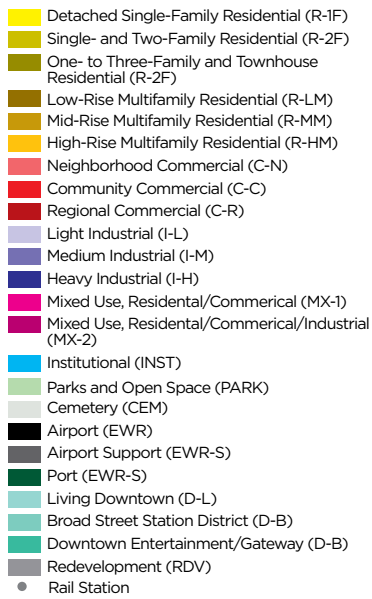 Detached Single-Family Residential (R-1F)
Single- and Two-Family Residential (R-2F)
One- to Three-Family and Townhouse
Residential (R-2F)
Low-Rise Multifamily Residential (R-LM)
Mid-Rise Multifamily Residential (R-MM)
High-Rise Multifamily Residential (R-HM)
Neighborhood Commercial (C-N)
Community Commercial (C-C)
Regional Commercial (C-R)
Light Industrial (I-L)
Medium Industrial (I-M)
Heavy Industrial (I-H)
Mixed Use, Residental/Commerical (MX-1)
Mixed Use, Residental/Commerical/Industrial
(MX-2)
Institutional (INST)
Parks and Open Space (PARK)
Cemetery (CEM)
Airport (EWR)
Airport Support (EWR-S)
Port (EWR-S)
Living Downtown (D-L)
Broad Street Station District (D-B)
Downtown Entertainment/Gateway (D-B)
Redevelopment (RDV)
Rail Station